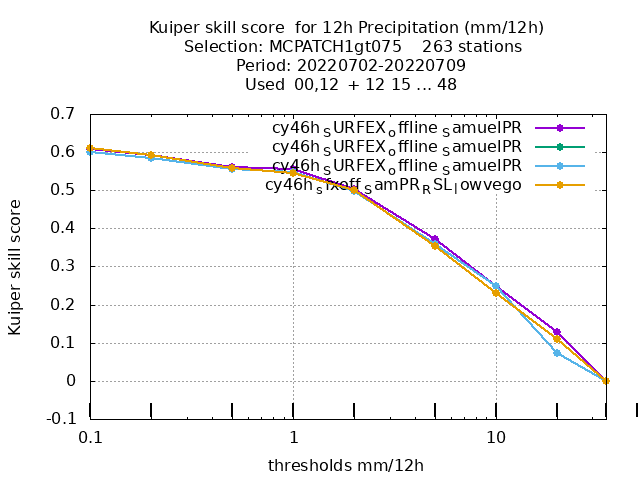 Kuiper skill score  for 12h Precipitation (mm/12h)
Selection: MCPATCH1gt075    263 stations
Period: 20220702-20220709
Used  00,12  + 12 15 ... 48
0.7
0.6
0.5
0.4
0.3
0.2
0.1
0
-0.1
Kuiper skill score
cy46h_SURFEX_offline_SamuelPR
cy46h_SURFEX_offline_SamuelPR
cy46h_SURFEX_offline_SamuelPR
cy46h_sfxoff_SamPR_RSL_lowvego
0.1 1 10
thresholds mm/12h